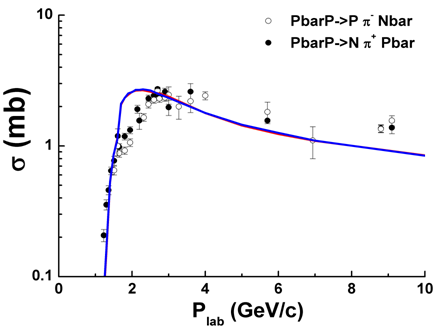 PbarP->P π⁻ Nbar
PbarP->N π⁺ Pbar
σ (mb)
10
1
0.1
0 2 4 6 8 10
P_lab (GeV/c)